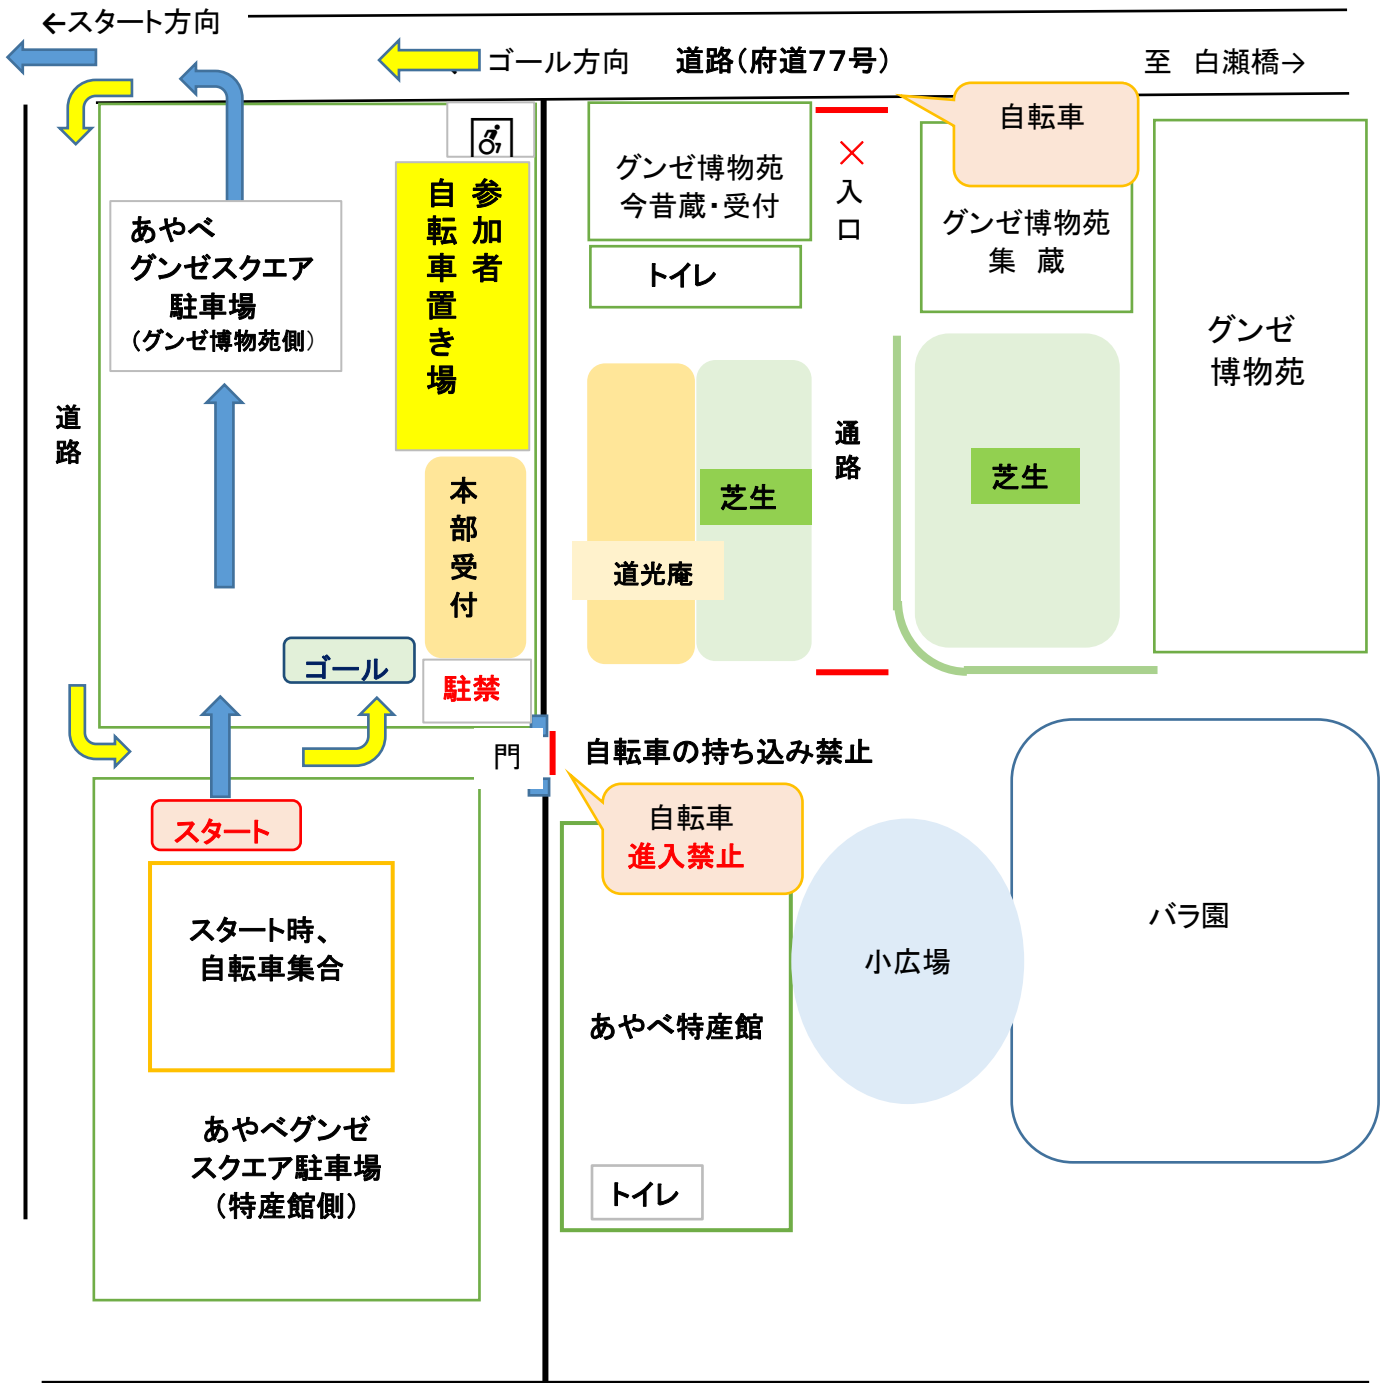 ←スタート方向
ゴール方向
道路（府道７７号）
至　白瀬橋→
自転車
グンゼ博物苑
今昔蔵・受付
トイレ
×
入口
グンゼ博物苑
集　蔵
グンゼ
博物苑
あやべ
グンゼスクエア
駐車場
（グンゼ博物苑側）
参加者
自転車置き場
道路
本部受付
通路
芝生
芝生
道光庵
ゴール
駐禁
門
自転車の持ち込み禁止
自転車
進入禁止
スタート
スタート時、
自転車集合
あやべグンゼ
スクエア駐車場
（特産館側）
あやべ特産館
トイレ
小広場
バラ園